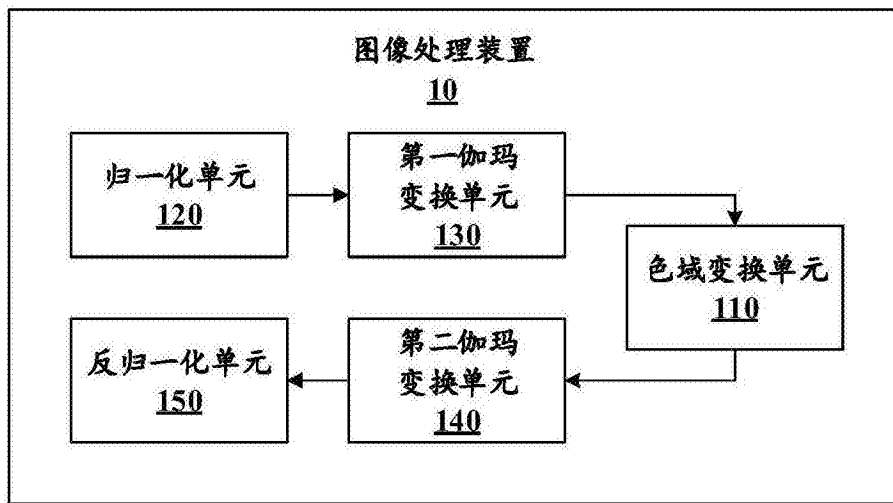 图像处理装置
10
归一化单元
120
第一伽玛
变换单元
130
色域变换单元
110
第二伽玛
变换单元
140
反归一化单元
150